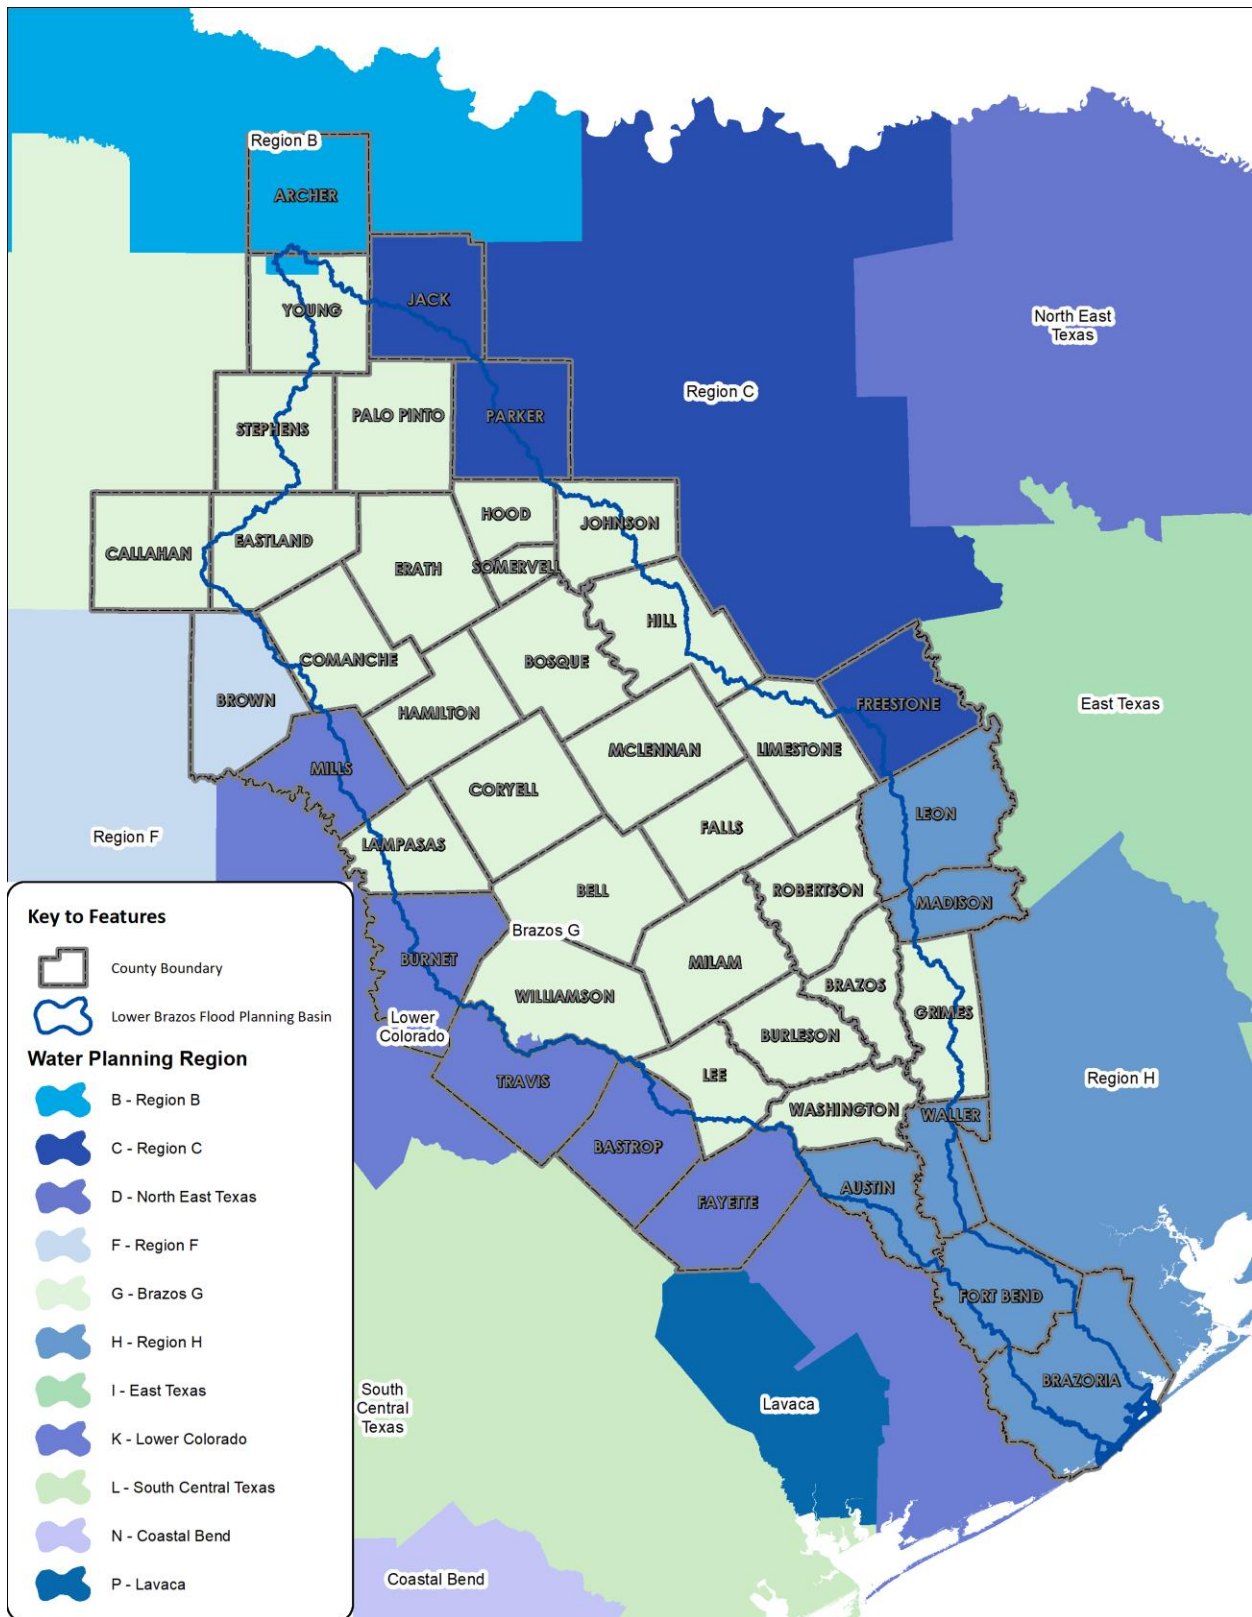 Region B
ARCHER
YOUNG
JACK
North East
Texas
Region C
STEPHENS
PALO PINTO
PARKER
CALLAHAN
EASTLAND
ERATH
HOOD
SOMERVELL
JOHNSON
HILL
COMANCHE
BOSQUE
BROWN
HAMILTON
FREESTONE
East Texas
MCLENNAN
LIMESTONE
MILLS
CORYELL
LEON
Region F
LAMPASAS
FALLS
BELL
ROBERTSON
MADISON
Brazos G
BURNET
MILAM
WILLIAMSON
BRAZOS
GRIMES
Lower
Colorado
BURLESON
TRAVIS
LEE
Region H
WASHINGTON
WALLER
BASTROP
FAYETTE
AUSTIN
FORT BEND
BRAZORIA
South
Central
Texas
Lavaca
Coastal Bend
Key to Features
County Boundary
Lower Brazos Flood Planning Basin
Water Planning Region
B - Region B
C - Region C
D - North East Texas
F - Region F
G - Brazos G
H - Region H
I - East Texas
K - Lower Colorado
L - South Central Texas
N - Coastal Bend
P - Lavaca